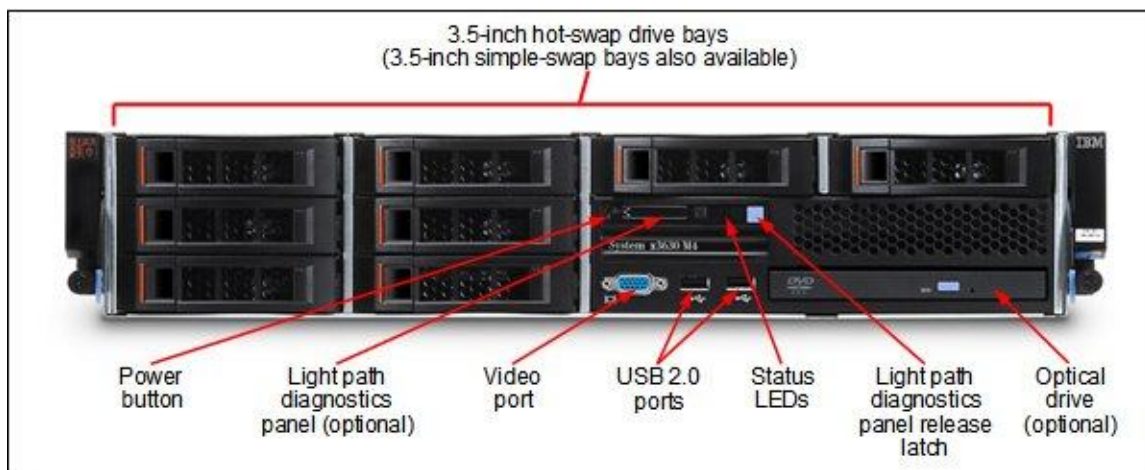 3.5-inch hot-swap drive bays
(3.5-inch simple-swap bays also available)
IBM
System x3630 M4
DVD
Power
button
Light path
diagnostics
panel (optional)
Video
port
USB 2.0
ports
Status
LEDs
Light path
diagnostics
panel release
latch
Optical
drive
(optional)